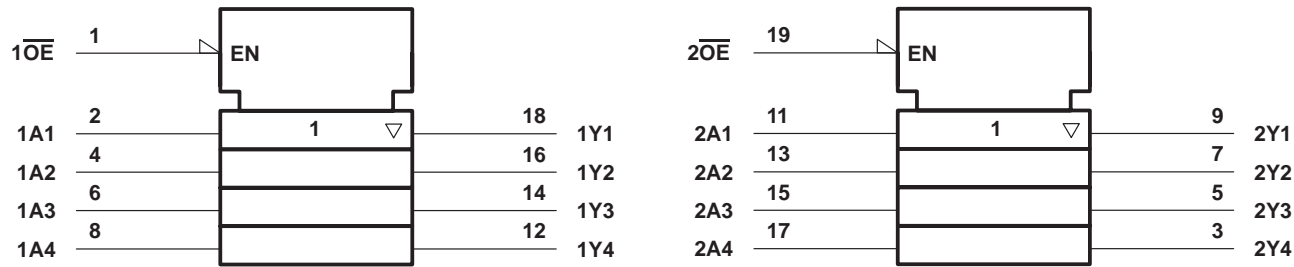 1O̅E̅ 1 EN
1A1 2 1 ▽ 18 1Y1
1A2 4 16 1Y2
1A3 6 14 1Y3
1A4 8 12 1Y4
2O̅E̅ 19 EN
2A1 11 1 ▽ 9 2Y1
2A2 13 7 2Y2
2A3 15 5 2Y3
2A4 17 3 2Y4